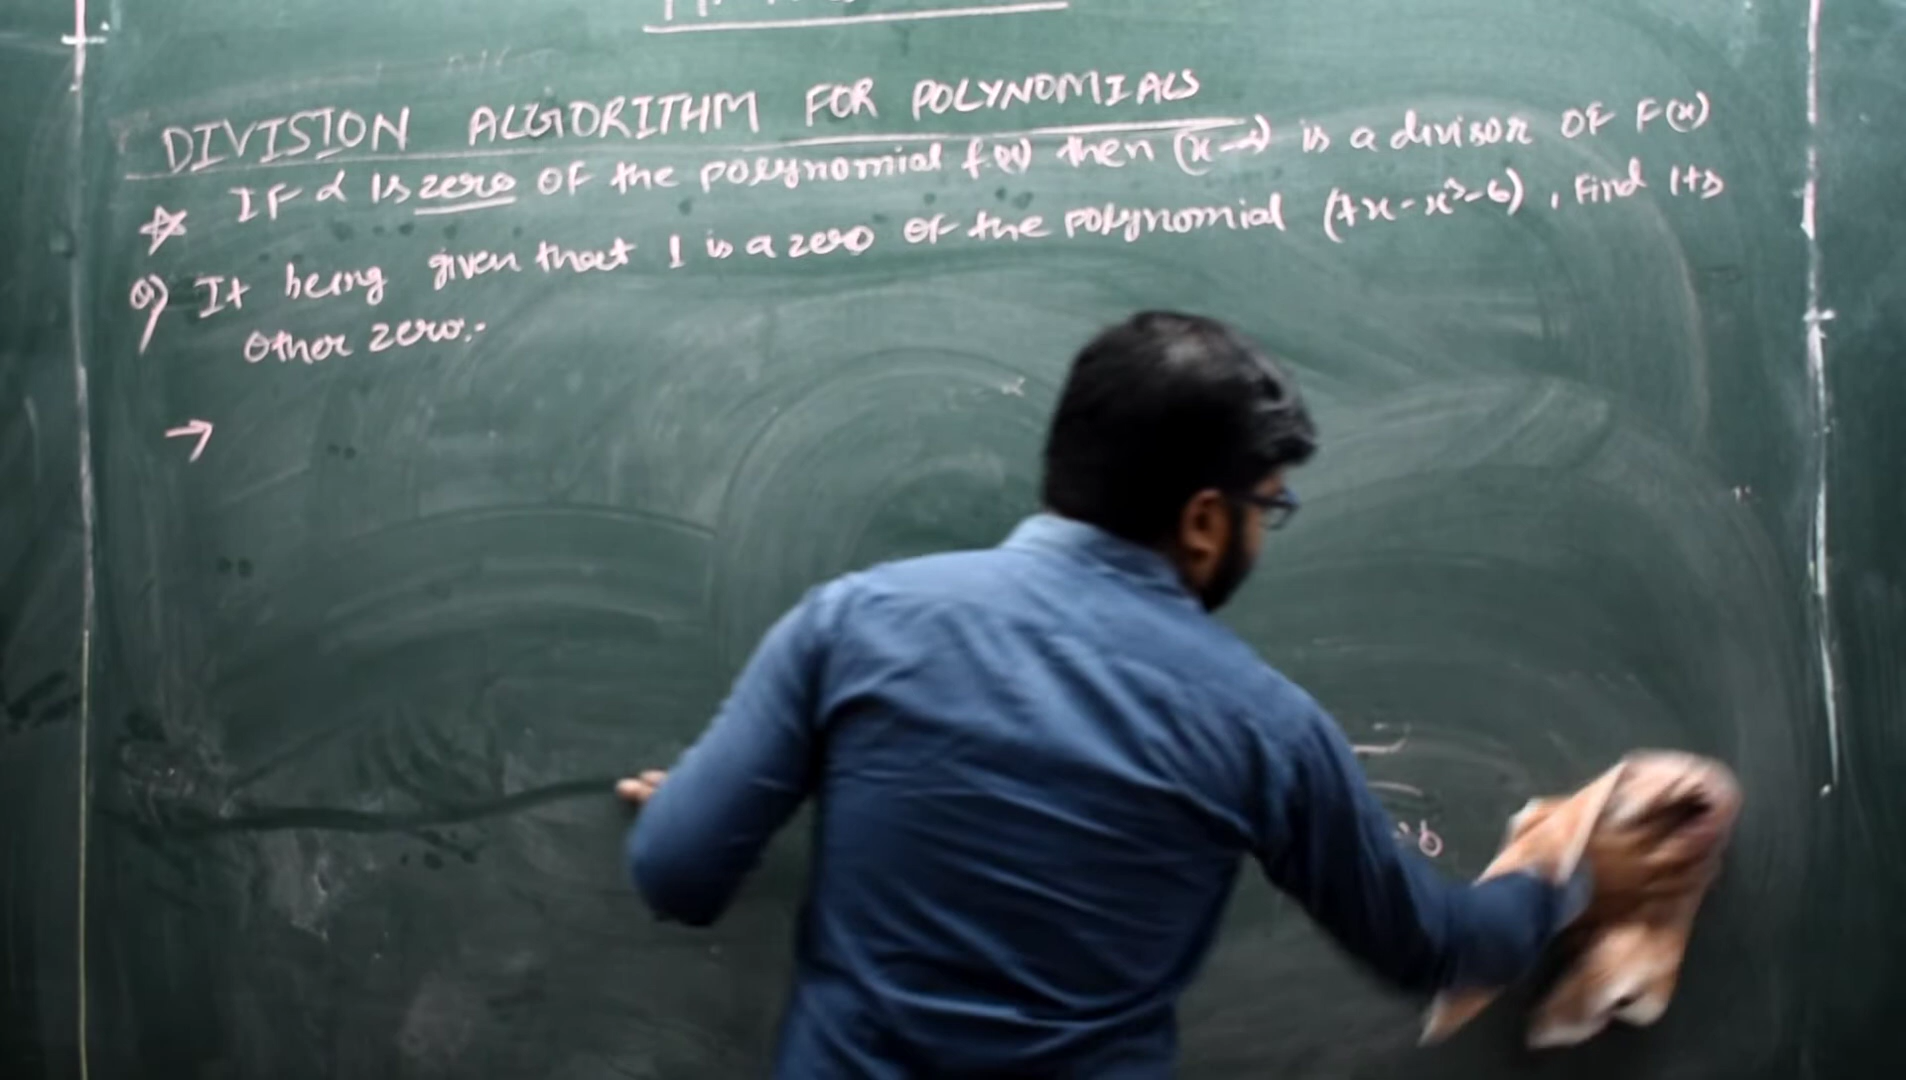 DIVISION ALGORITHM FOR POLYNOMIALS
☆ IF α is zero OF the polynomial f(x) then (x-α) is a divisor OF F(x)
Q) It being given that 1 is a zero of the polynomial (7x-x³-6), Find its
other zero:-
→